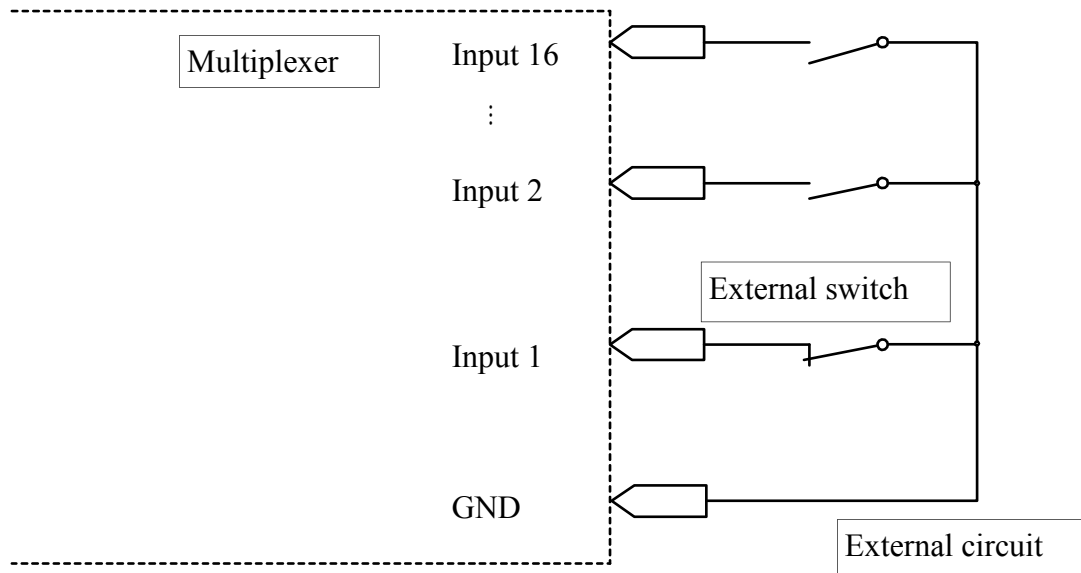 Multiplexer
Input 16
⋮
Input 2
External switch
Input 1
GND
External circuit